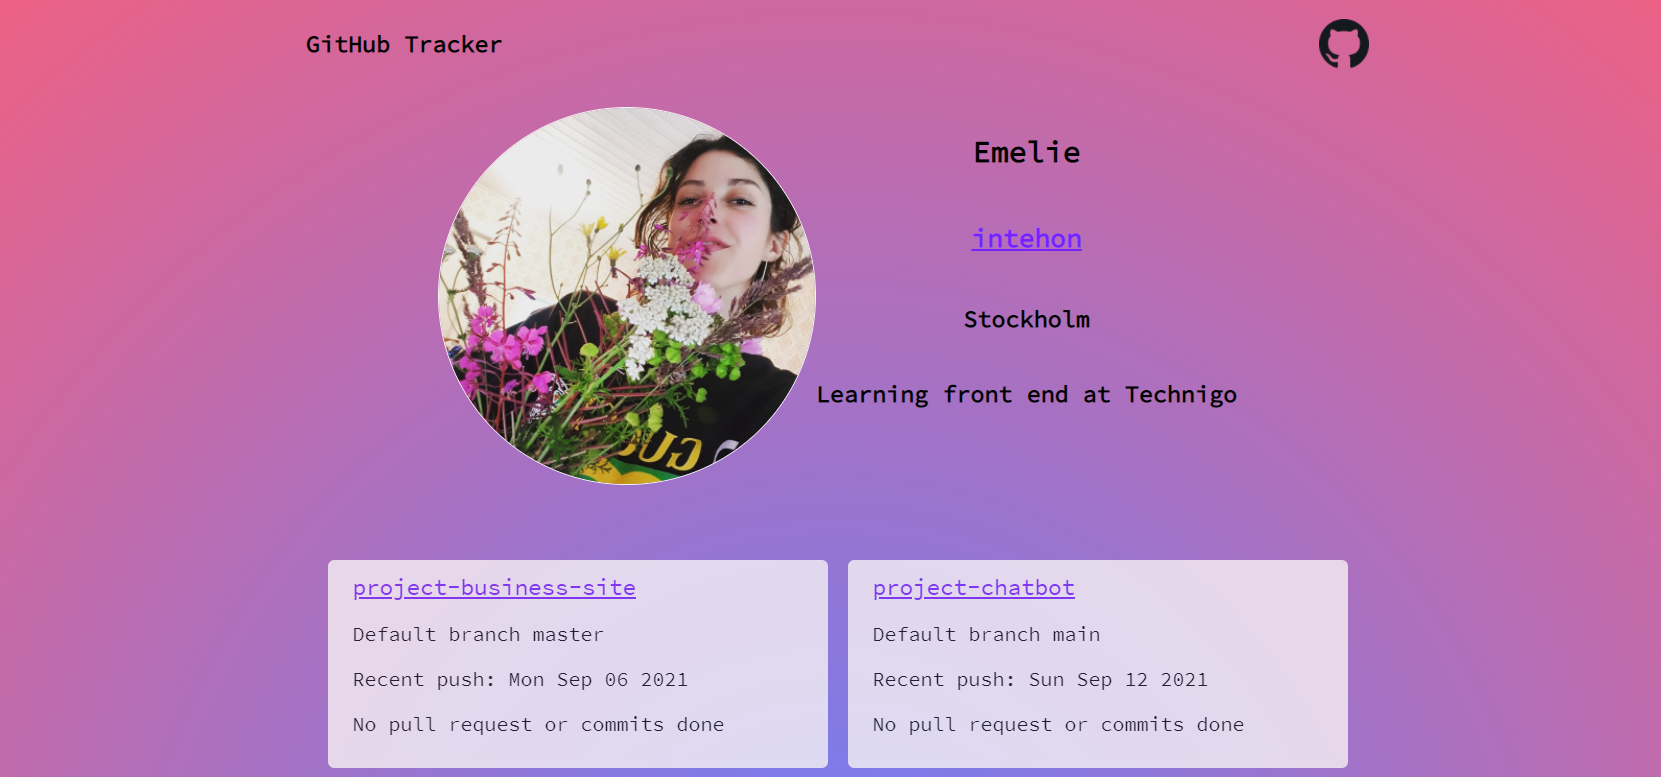 GitHub Tracker
Emelie
intehon
Stockholm
Learning front end at Technigo
project-business-site
Default branch master
Recent push: Mon Sep 06 2021
No pull request or commits done
project-chatbot
Default branch main
Recent push: Sun Sep 12 2021
No pull request or commits done